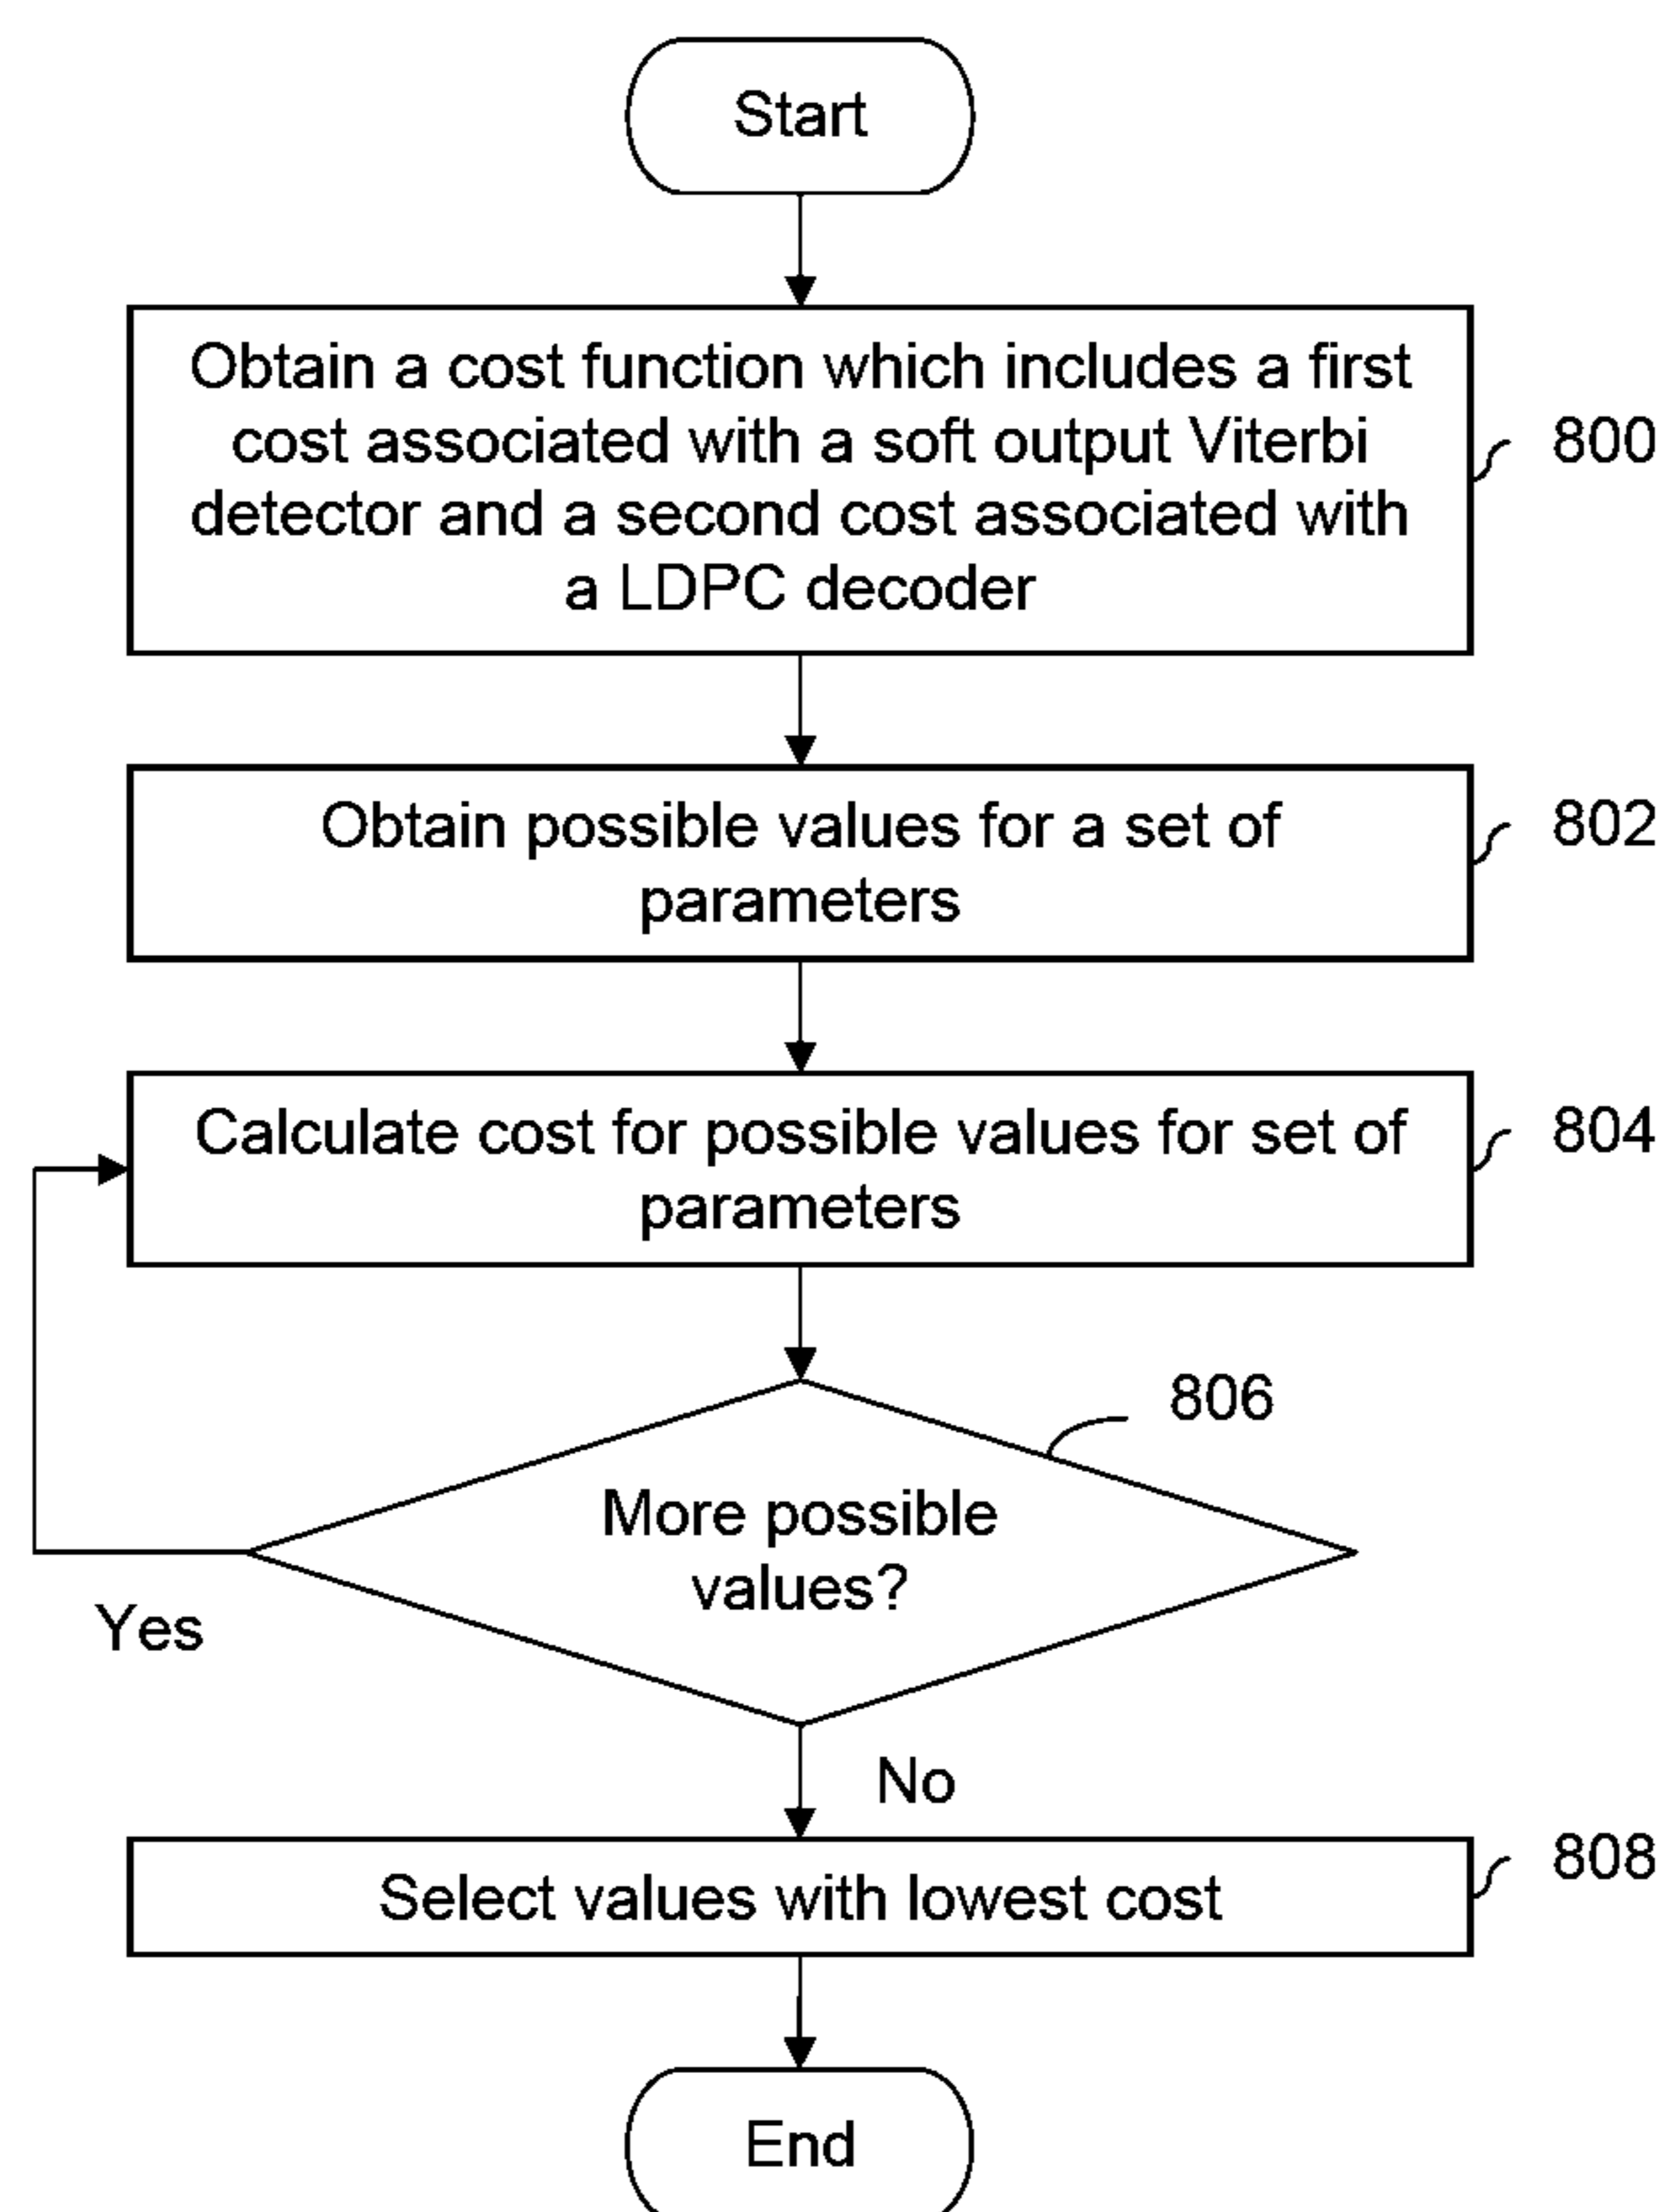 Start
Obtain a cost function which includes a first
cost associated with a soft output Viterbi
detector and a second cost associated with
a LDPC decoder
800
Obtain possible values for a set of
parameters
802
Calculate cost for possible values for set of
parameters
804
806
More possible
values?
Yes
No
Select values with lowest cost
808
End